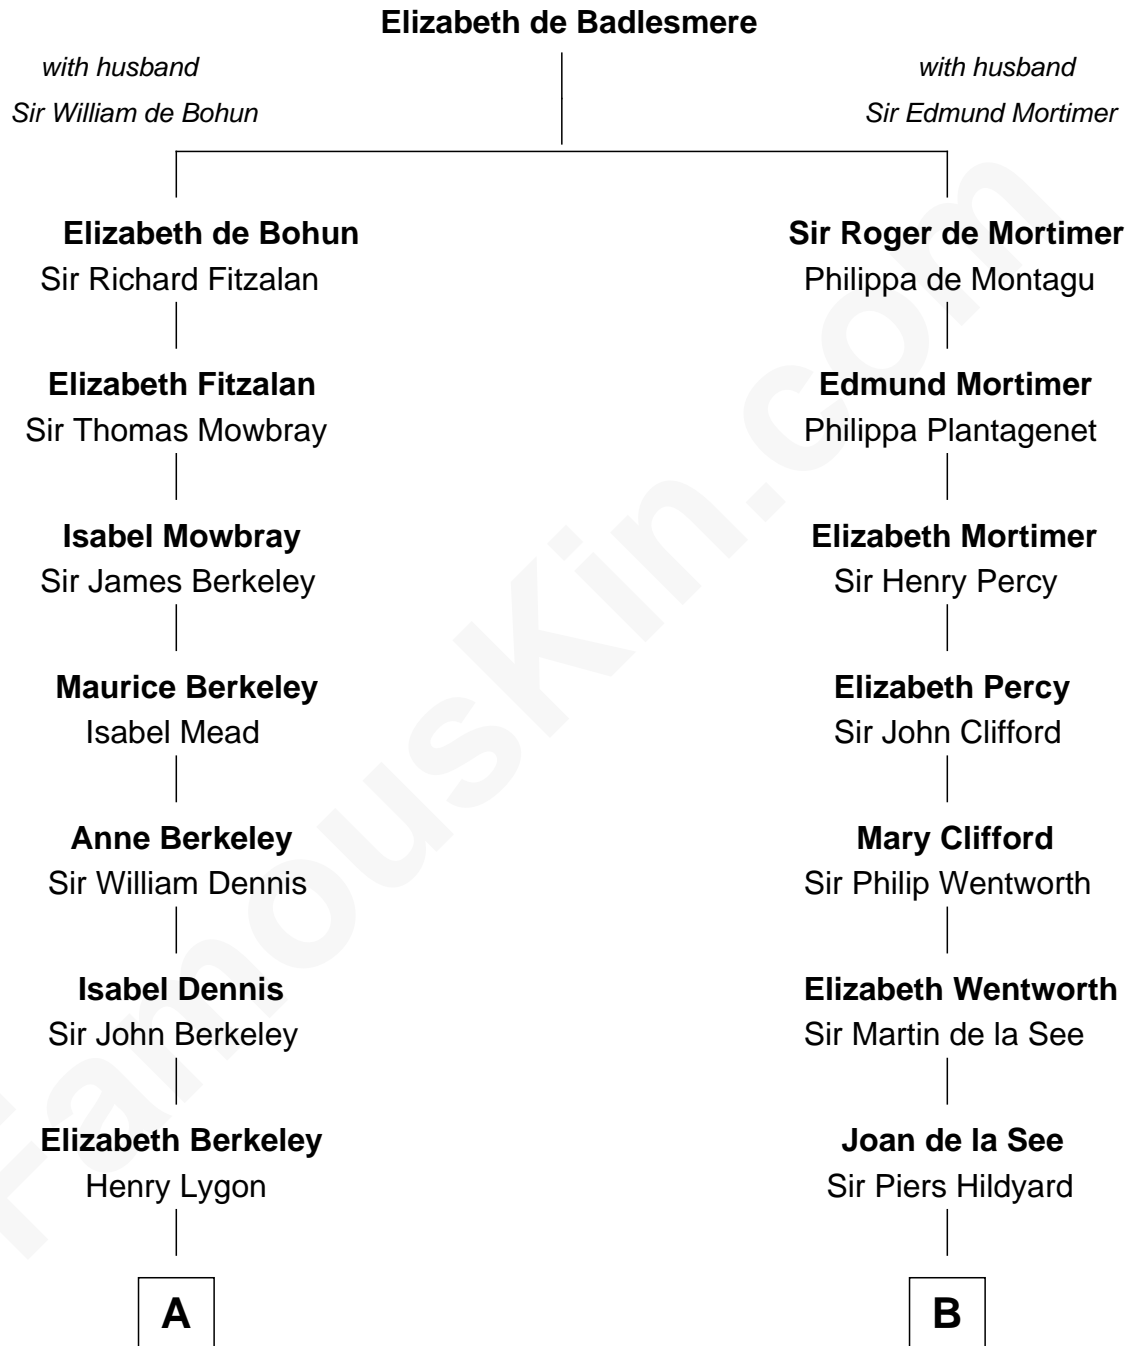 Elizabeth de Badlesmere
with husband
Sir William de Bohun
with husband
Sir Edmund Mortimer
Elizabeth de Bohun
Sir Richard Fitzalan
Sir Roger de Mortimer
Philippa de Montagu
Elizabeth Fitzalan
Sir Thomas Mowbray
Edmund Mortimer
Philippa Plantagenet
Isabel Mowbray
Sir James Berkeley
Elizabeth Mortimer
Sir Henry Percy
Maurice Berkeley
Isabel Mead
Elizabeth Percy
Sir John Clifford
Anne Berkeley
Sir William Dennis
Mary Clifford
Sir Philip Wentworth
Isabel Dennis
Sir John Berkeley
Elizabeth Wentworth
Sir Martin de la See
Elizabeth Berkeley
Henry Lygon
Joan de la See
Sir Piers Hildyard
A
B
FamousKin.com